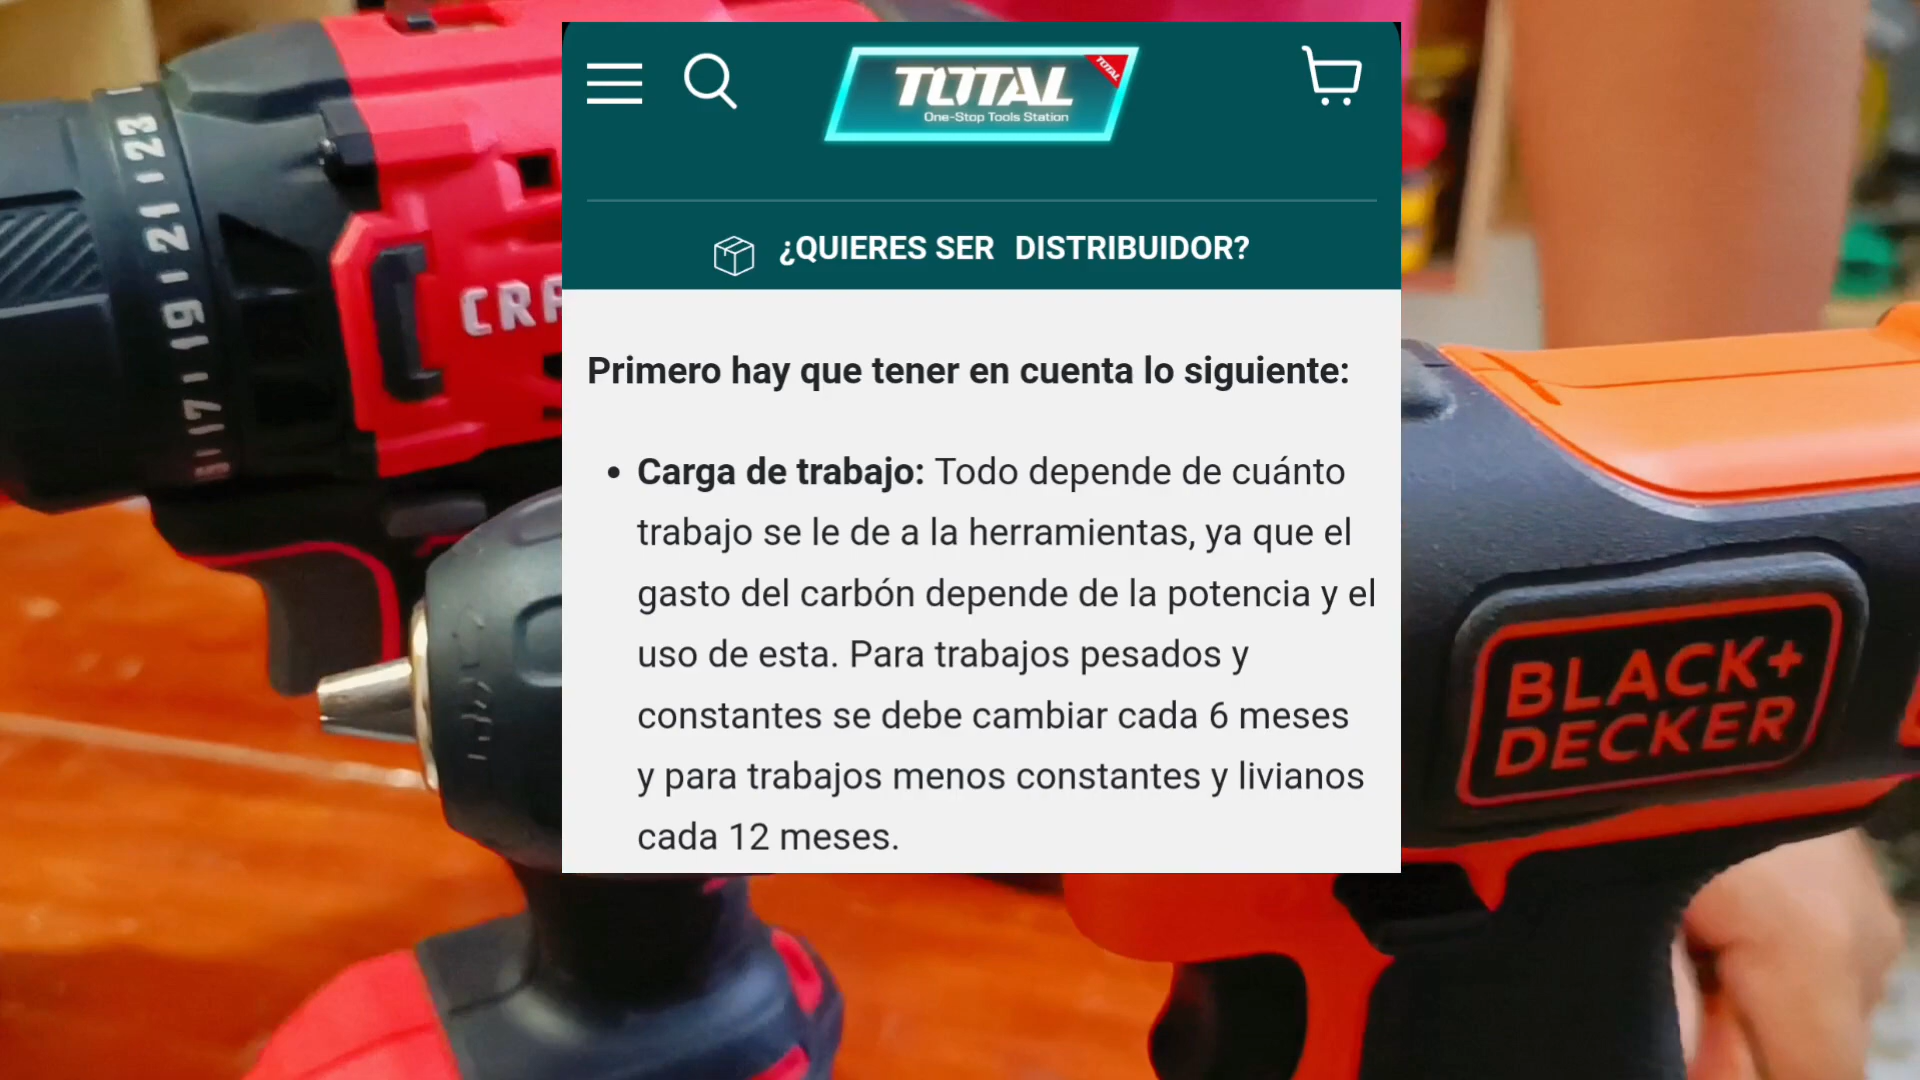 TOTAL
TOTAL
One-Stop Tools Station
¿QUIERES SER DISTRIBUIDOR?
Primero hay que tener en cuenta lo siguiente:
• Carga de trabajo: Todo depende de cuánto
trabajo se le de a la herramientas, ya que el
gasto del carbón depende de la potencia y el
uso de esta. Para trabajos pesados y
constantes se debe cambiar cada 6 meses
y para trabajos menos constantes y livianos
cada 12 meses.
23
21
19
17
CRA
BLACK+
DECKER